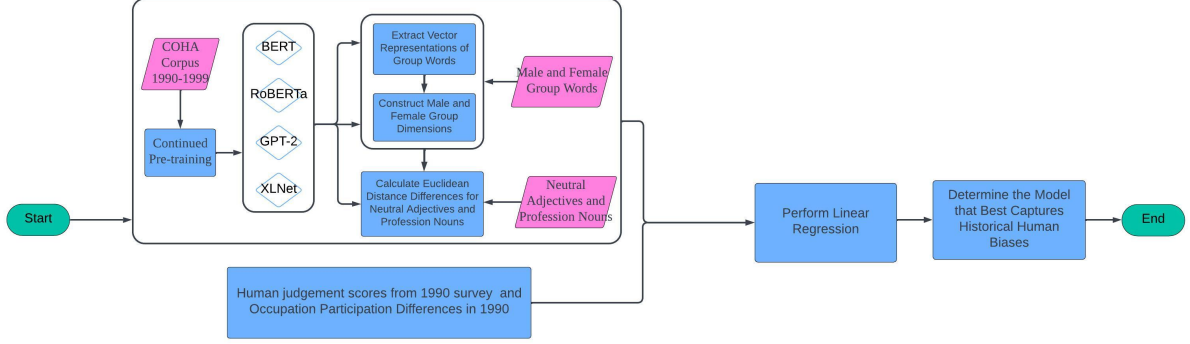 Start
COHA
Corpus
1990-1999
Continued
Pre-training
BERT
RoBERTa
GPT-2
XLNet
Extract Vector
Representations of
Group Words
Construct Male and
Female Group
Dimensions
Male and Female
Group Words
Calculate Euclidean
Distance Differences for
Neutral Adjectives and
Profession Nouns
Neutral
Adjectives and
Profession Nouns
Human judgement scores from 1990 survey and
Occupation Participation Differences in 1990
Perform Linear
Regression
Determine the Model
that Best Captures
Historical Human
Biases
End